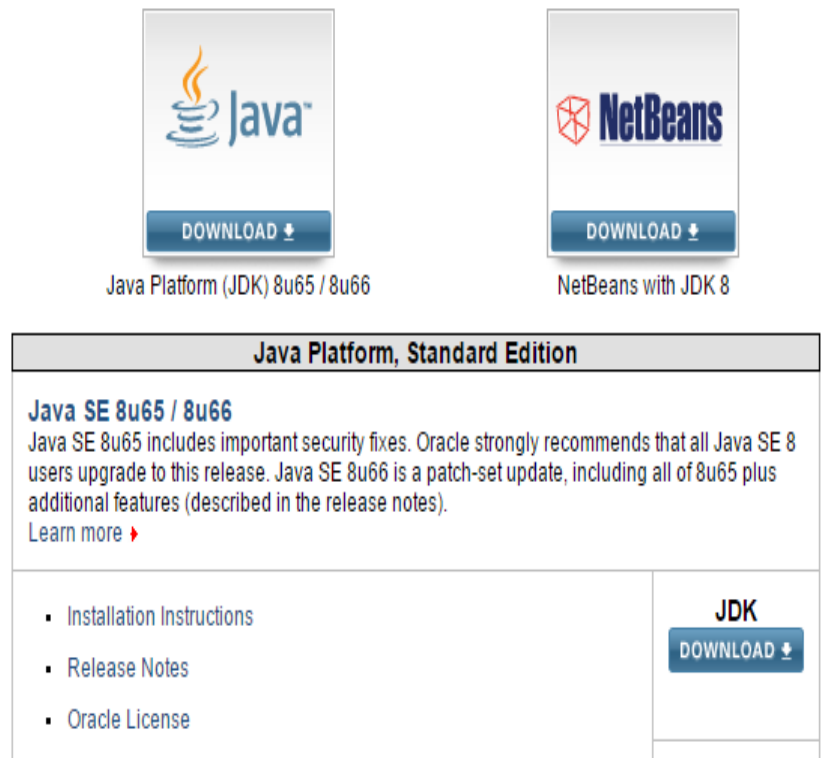 Java™
NetBeans
DOWNLOAD
DOWNLOAD
Java Platform (JDK) 8u65 / 8u66
NetBeans with JDK 8
Java Platform, Standard Edition
Java SE 8u65 / 8u66
Java SE 8u65 includes important security fixes. Oracle strongly recommends that all Java SE 8
users upgrade to this release. Java SE 8u66 is a patch-set update, including all of 8u65 plus
additional features (described in the release notes).
Learn more
Installation Instructions
Release Notes
Oracle License
JDK
DOWNLOAD